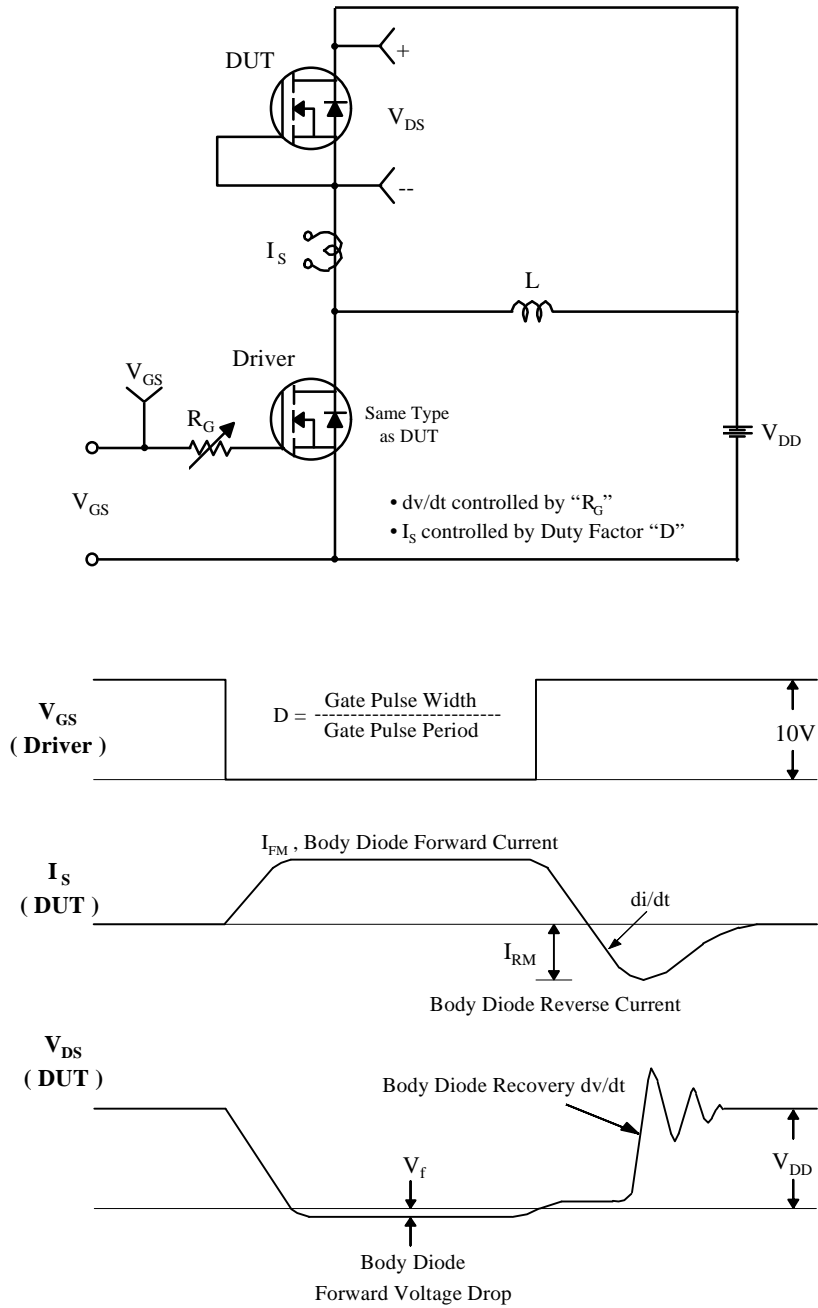 DUT
+
V_DS
--
I_S
L
Driver
V_GS
R_G
Same Type
as DUT
V_DD
V_GS
• dv/dt controlled by “R_G”
• I_S controlled by Duty Factor “D”
V_GS
( Driver )
D = Gate Pulse Width
--------------------------
Gate Pulse Period
10V
I_FM , Body Diode Forward Current
I_S
( DUT )
di/dt
I_RM
Body Diode Reverse Current
V_DS
( DUT )
Body Diode Recovery dv/dt
V_f
V_DD
Body Diode
Forward Voltage Drop